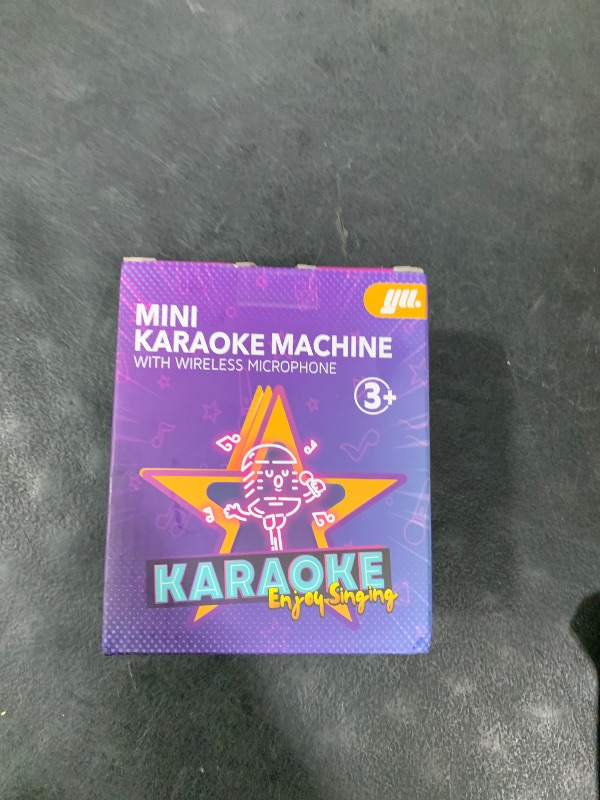 yu.
MINI
KARAOKE MACHINE
WITH WIRELESS MICROPHONE
3+
KARAOKE
Enjoy Singing